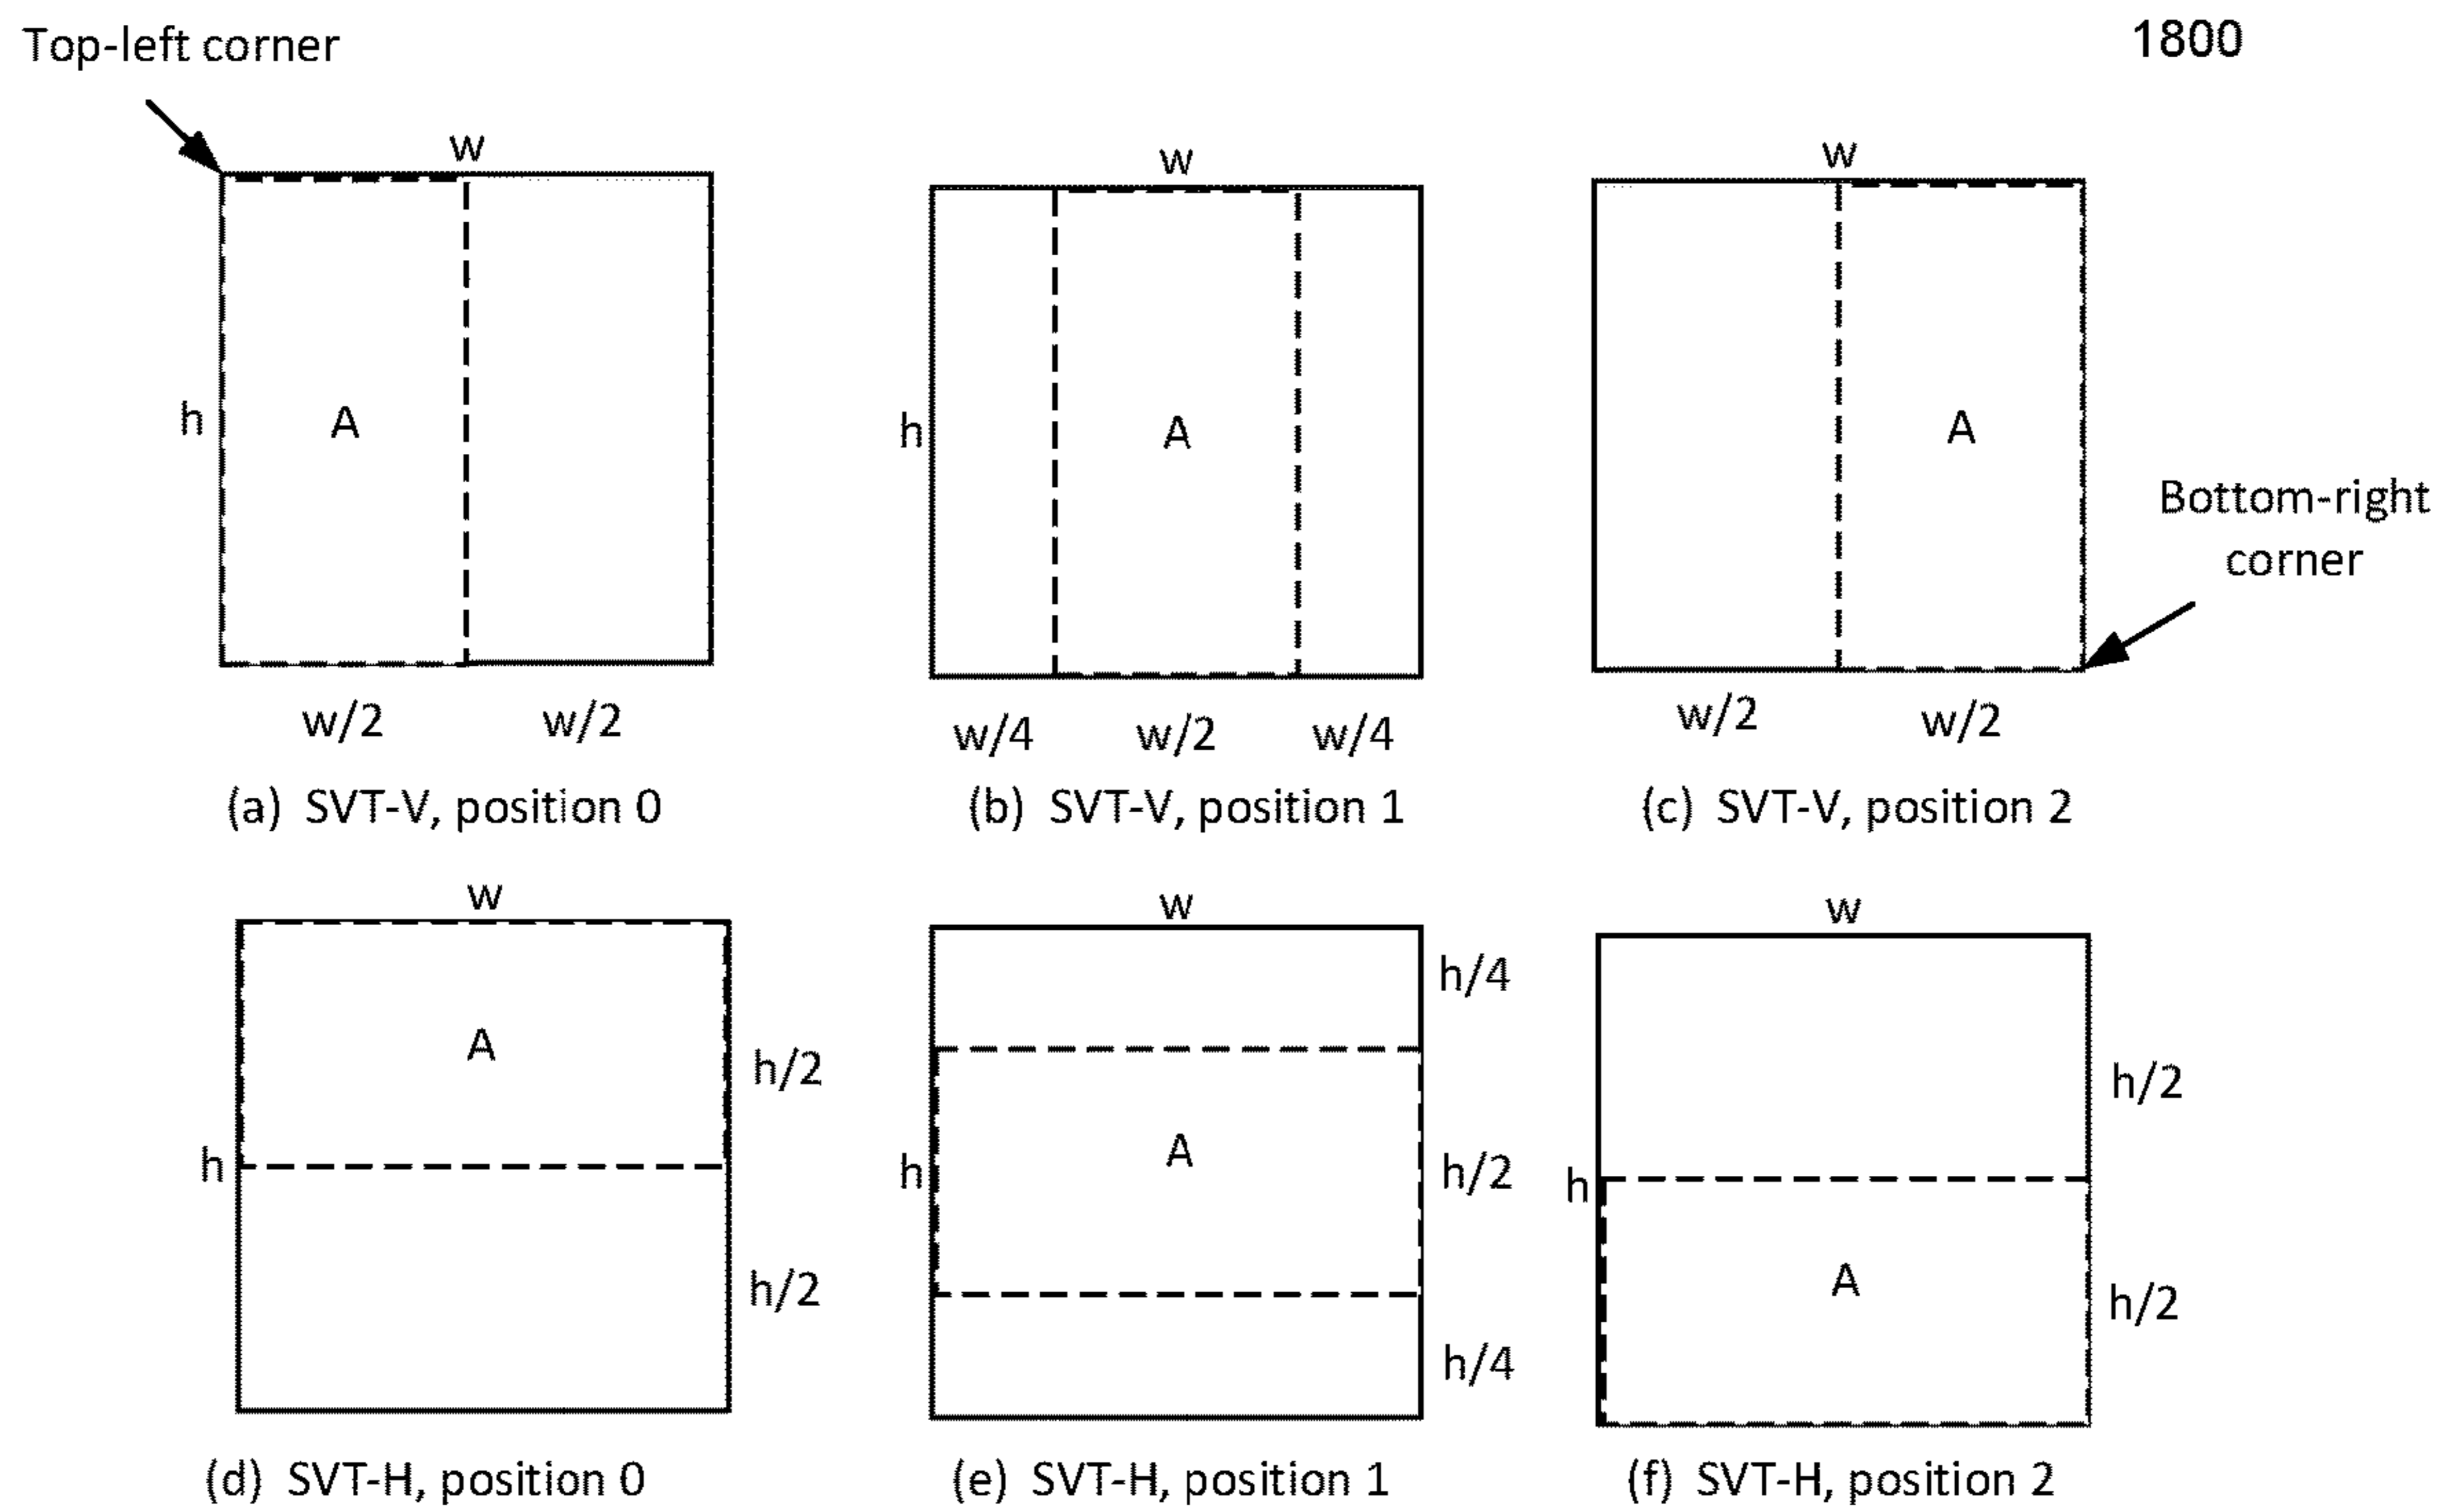 Top-left corner
1800
w
w
w
h
A
h
A
A
Bottom-right
corner
w/2
w/2
w/4
w/2
w/4
w/2
w/2
(a) SVT-V, position 0
(b) SVT-V, position 1
(c) SVT-V, position 2
w
w
w
h/4
A
h/2
h/2
h
A
h
h/2
h
h/2
A
h/2
h/4
(d) SVT-H, position 0
(e) SVT-H, position 1
(f) SVT-H, position 2